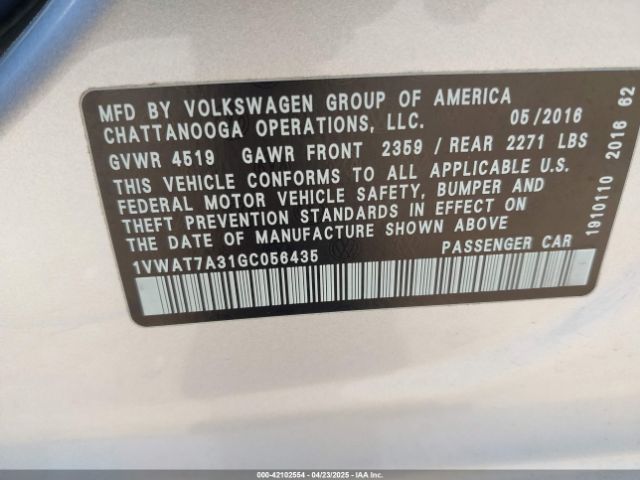 MFD BY VOLKSWAGEN GROUP OF AMERICA
CHATTANOOGA OPERATIONS, LLC. 05/2016
GVWR 4519 GAWR FRONT 2359 / REAR 2271 LBS
THIS VEHICLE CONFORMS TO ALL APPLICABLE U.S.
FEDERAL MOTOR VEHICLE SAFETY, BUMPER AND
THEFT PREVENTION STANDARDS IN EFFECT ON
THE DATE OF MANUFACTURE SHOWN ABOVE
1VWAT7A31GC056435 PASSENGER CAR
1910110 2016 62
000-42102554 - 04/23/2025 - IAAI.COM